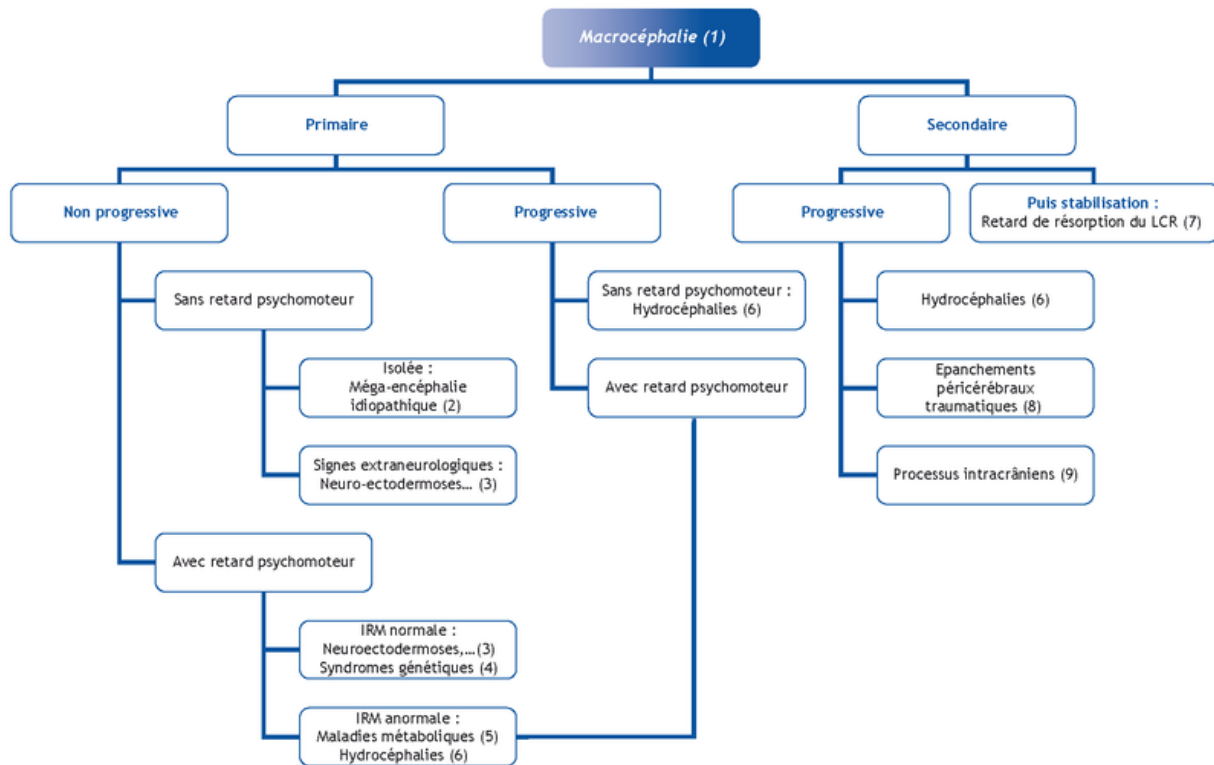 Macrocéphalie (1)
Primaire
Secondaire
Non progressive
Progressive
Progressive
Puis stabilisation :
Retard de résorption du LCR (7)
Sans retard psychomoteur
Sans retard psychomoteur :
Hydrocéphalies (6)
Hydrocéphalies (6)
Isolée :
Méga-encéphalie
idiopathique (2)
Avec retard psychomoteur
Epanchements
péricérébraux
traumatiques (8)
Signes extraneurologiques :
Neuro-ectodermoses… (3)
Processus intracrâniens (9)
Avec retard psychomoteur
IRM normale :
Neuroectodermoses,…(3)
Syndromes génétiques (4)
IRM anormale :
Maladies métaboliques (5)
Hydrocéphalies (6)